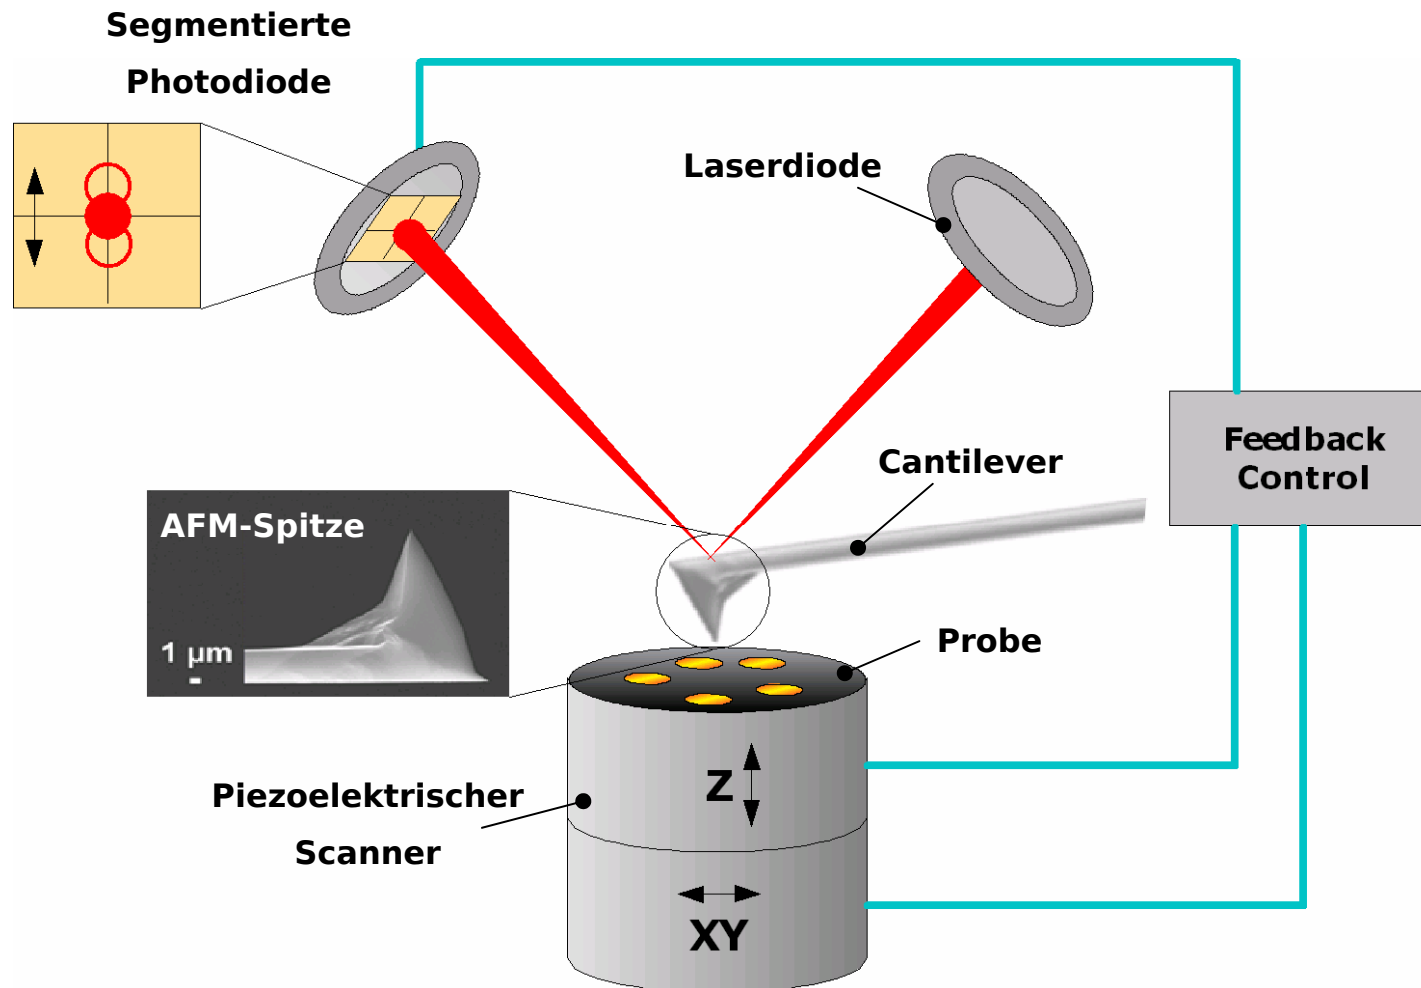 Segmentierte
Photodiode
Laserdiode
Feedback
Control
Cantilever
AFM-Spitze
1 µm
Probe
Z
Piezoelektrischer
Scanner
XY